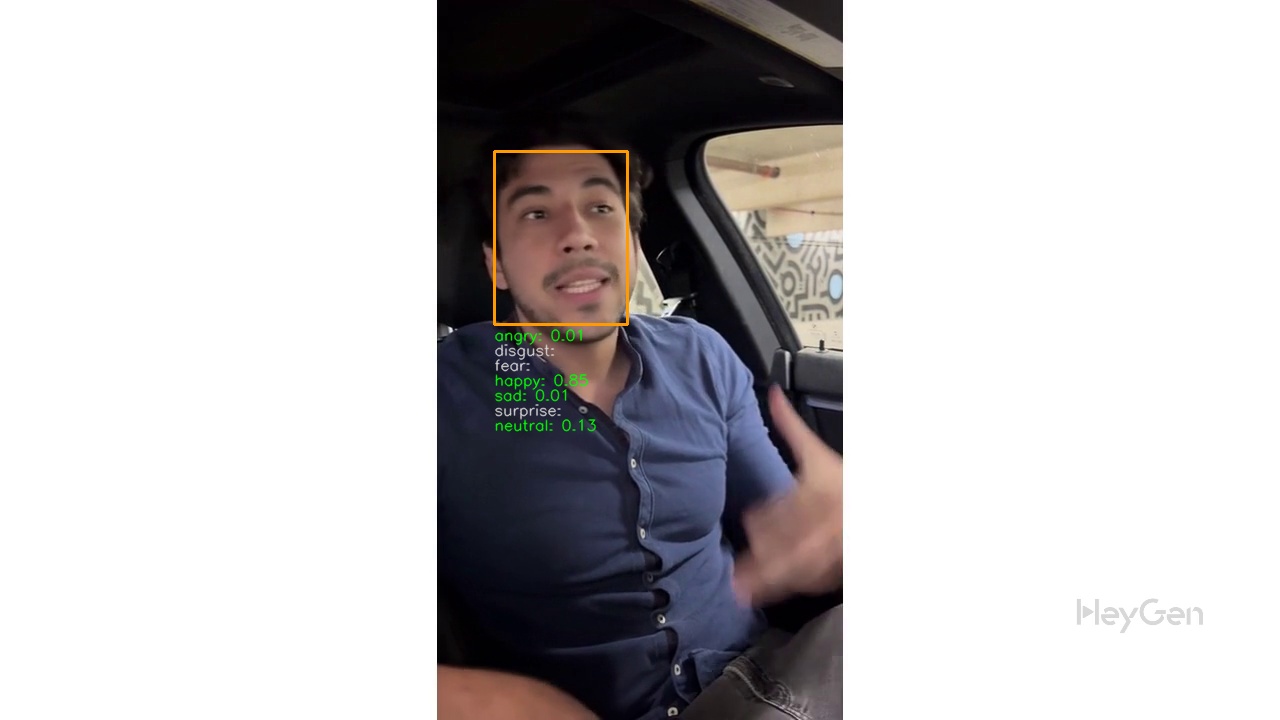 angry: 0.01
disgust:
fear:
happy: 0.85
sad: 0.01
surprise:
neutral: 0.13
HeyGen